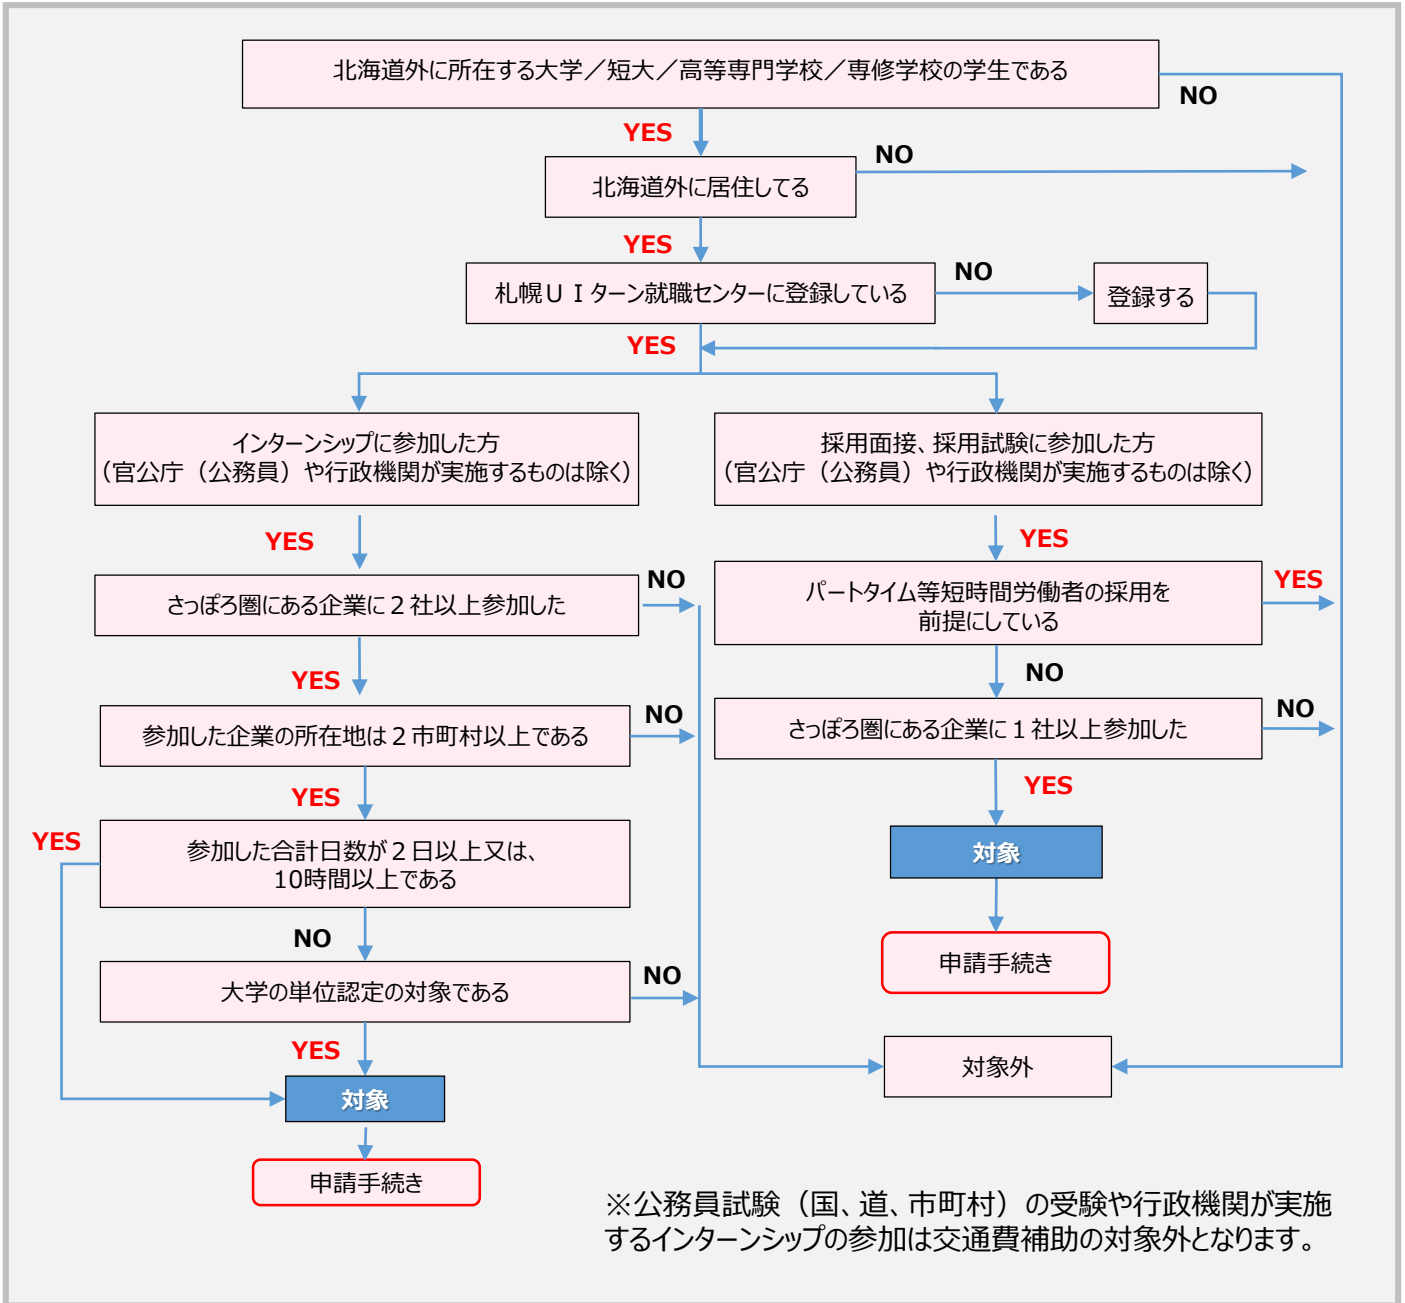 北海道外に所在する大学／短大／高等専門学校／専修学校の学生である
NO
YES
NO
北海道外に居住してる
YES
札幌ＵＩターン就職センターに登録している
NO
登録する
YES
インターンシップに参加した方
（官公庁（公務員）や行政機関が実施するものは除く）
採用面接、採用試験に参加した方
（官公庁（公務員）や行政機関が実施するものは除く）
YES
YES
さっぽろ圏にある企業に２社以上参加した
NO
パートタイム等短時間労働者の採用を
前提にしている
YES
YES
NO
参加した企業の所在地は２市町村以上である
NO
さっぽろ圏にある企業に１社以上参加した
NO
YES
YES
YES
参加した合計日数が２日以上又は、
10時間以上である
対象
NO
申請手続き
大学の単位認定の対象である
NO
YES
対象外
対象
申請手続き
※公務員試験（国、道、市町村）の受験や行政機関が実施
するインターンシップの参加は交通費補助の対象外となります。